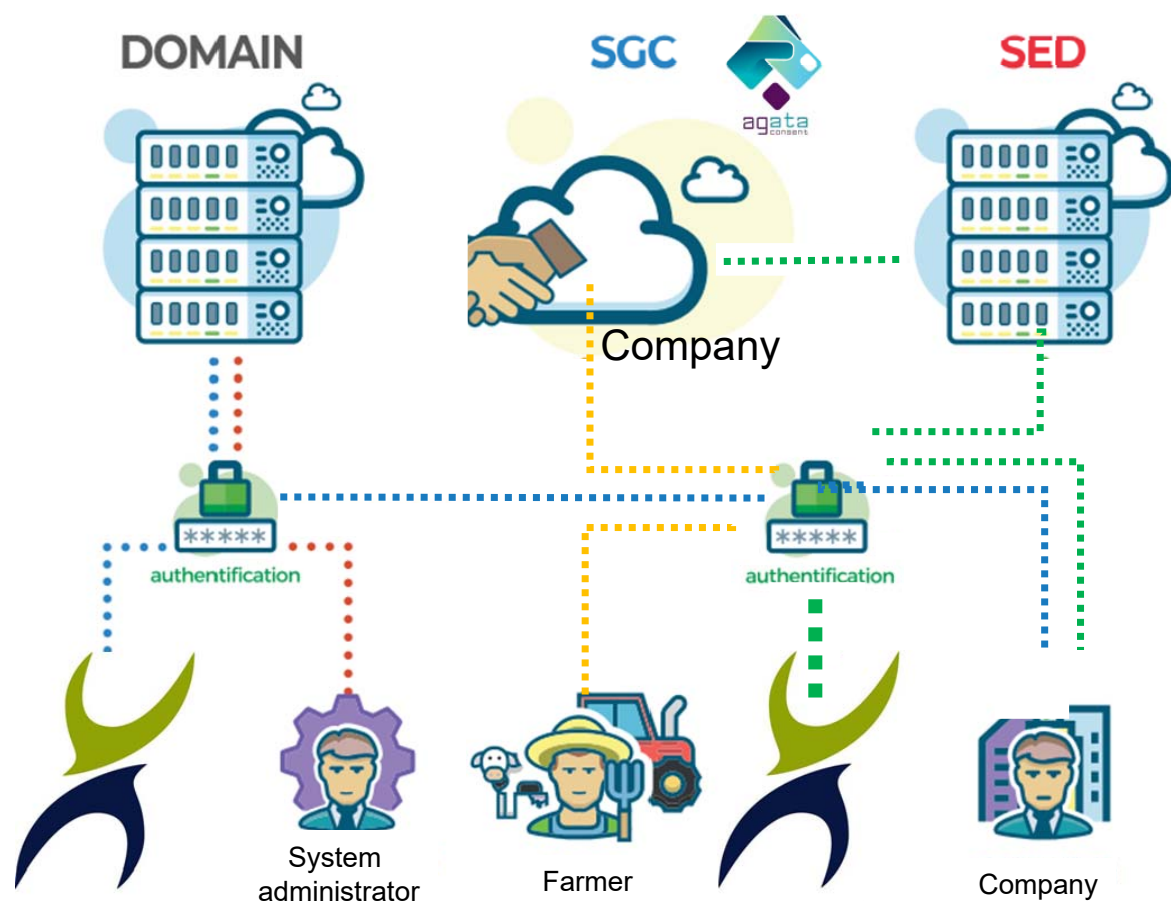 DOMAIN
SGC
agata
consent
SED
Company
*****
authentification
*****
authentification
System
administrator
Farmer
Company